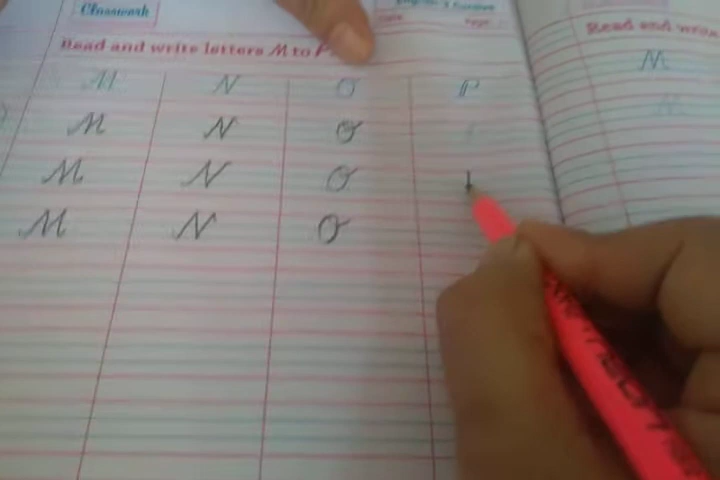 Classwork
Read and write letters M to P.
M N O P
M N O
M N O
M N O
Read and write
M